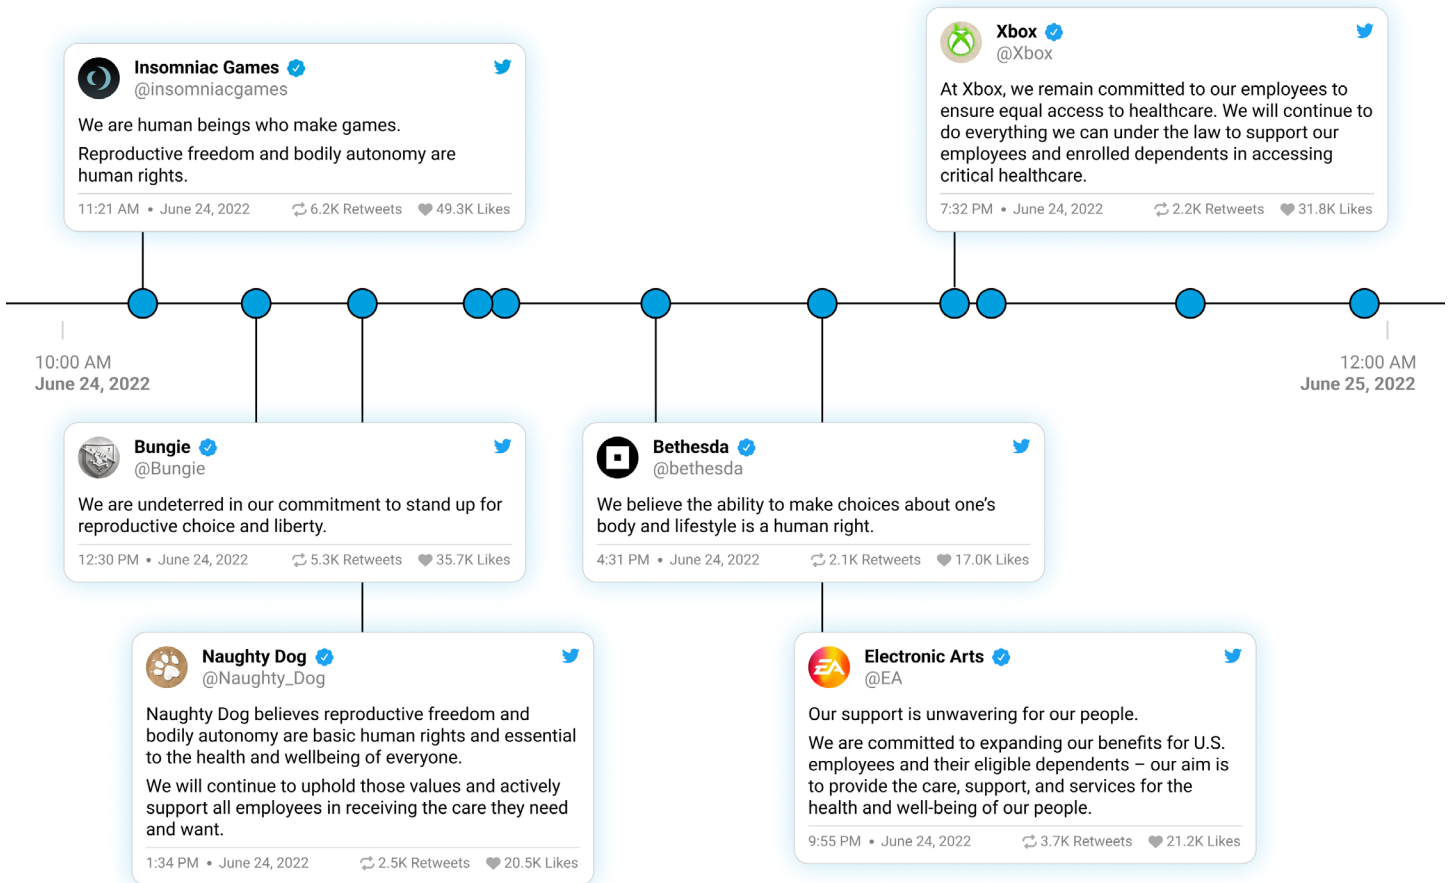 Insomniac Games
@insomniacgames
We are human beings who make games.
Reproductive freedom and bodily autonomy are
human rights.
11:21 AM • June 24, 2022 6.2K Retweets 49.3K Likes
Xbox
@Xbox
At Xbox, we remain committed to our employees to
ensure equal access to healthcare. We will continue to
do everything we can under the law to support our
employees and enrolled dependents in accessing
critical healthcare.
7:32 PM • June 24, 2022 2.2K Retweets 31.8K Likes
10:00 AM
June 24, 2022
12:00 AM
June 25, 2022
Bungie
@Bungie
We are undeterred in our commitment to stand up for
reproductive choice and liberty.
12:30 PM • June 24, 2022 5.3K Retweets 35.7K Likes
Bethesda
@bethesda
We believe the ability to make choices about one’s
body and lifestyle is a human right.
4:31 PM • June 24, 2022 2.1K Retweets 17.0K Likes
Naughty Dog
@Naughty_Dog
Naughty Dog believes reproductive freedom and
bodily autonomy are basic human rights and essential
to the health and wellbeing of everyone.
We will continue to uphold those values and actively
support all employees in receiving the care they need
and want.
1:34 PM • June 24, 2022 2.5K Retweets 20.5K Likes
EA
Electronic Arts
@EA
Our support is unwavering for our people.
We are committed to expanding our benefits for U.S.
employees and their eligible dependents – our aim is
to provide the care, support, and services for the
health and well-being of our people.
9:55 PM • June 24, 2022 3.7K Retweets 21.2K Likes